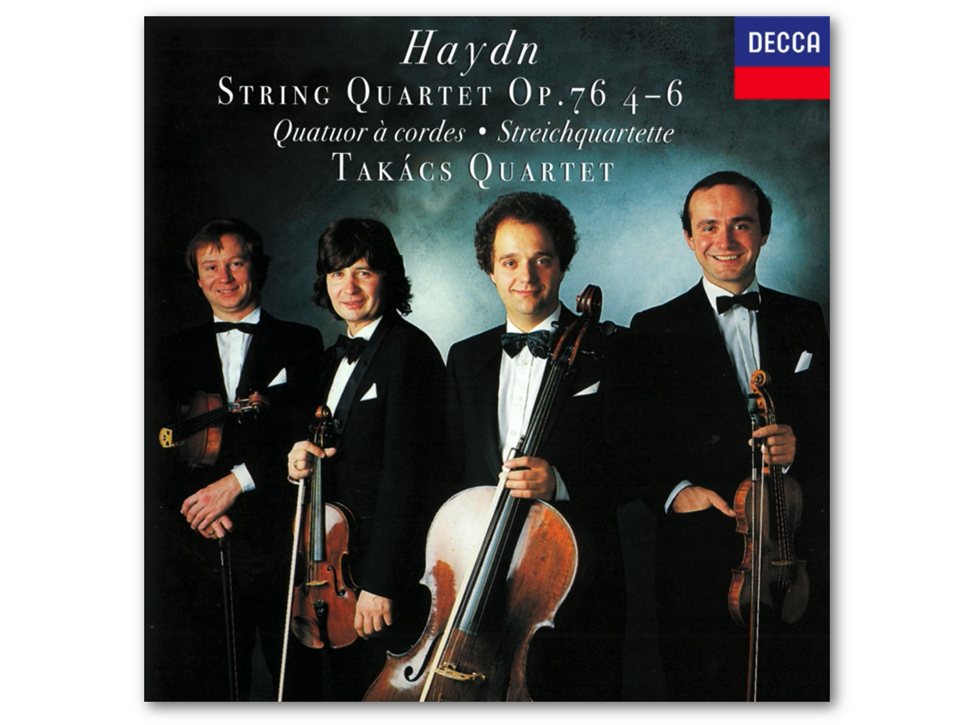 Haydn
DECCA
STRING QUARTET OP.76 4–6
Quatuor à cordes • Streichquartette
TAKÁCS QUARTET